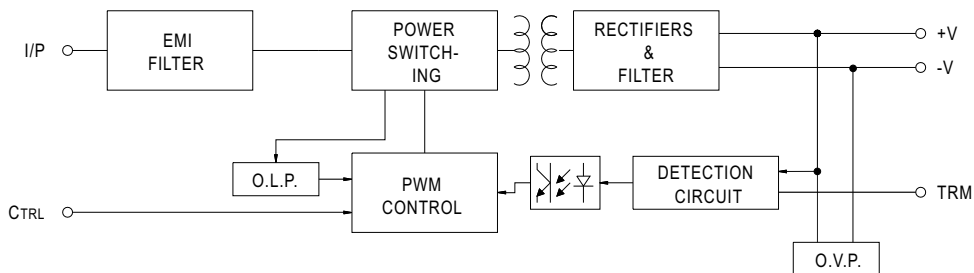 I/P
EMI
FILTER
POWER
SWITCH-
ING
RECTIFIERS
&
FILTER
+V
-V
O.L.P.
PWM
CONTROL
DETECTION
CIRCUIT
TRM
CTRL
O.V.P.